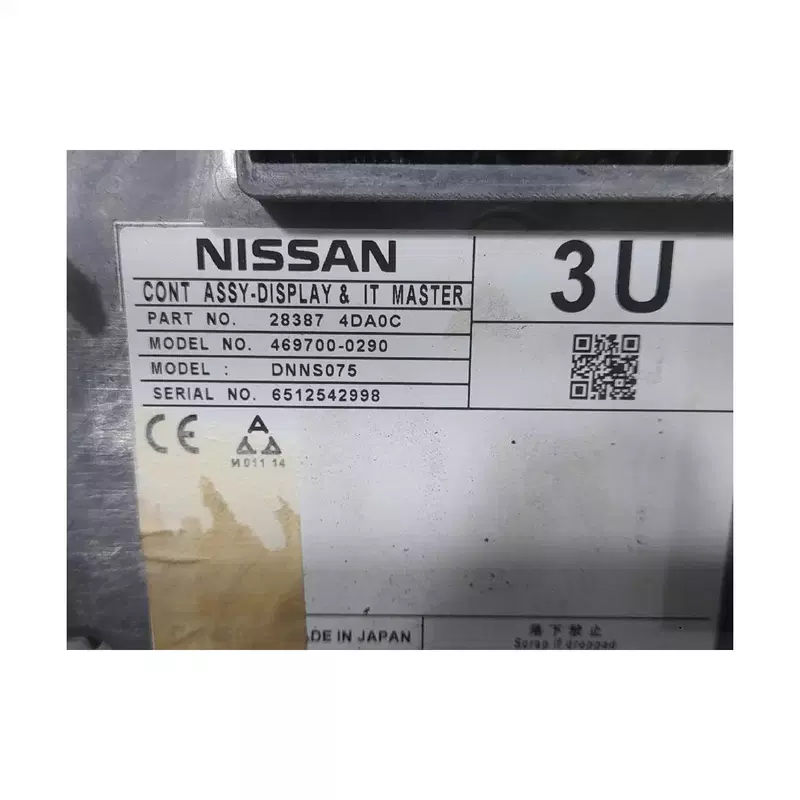 NISSAN
3U
CONT ASSY-DISPLAY & IT MASTER
PART NO. 28387 4DA0C
MODEL NO. 469700-0290
MODEL : DNNS075
SERIAL NO. 6512542998
CE
A
M 011 14
ADE IN JAPAN
落下禁止
Scrap if dropped